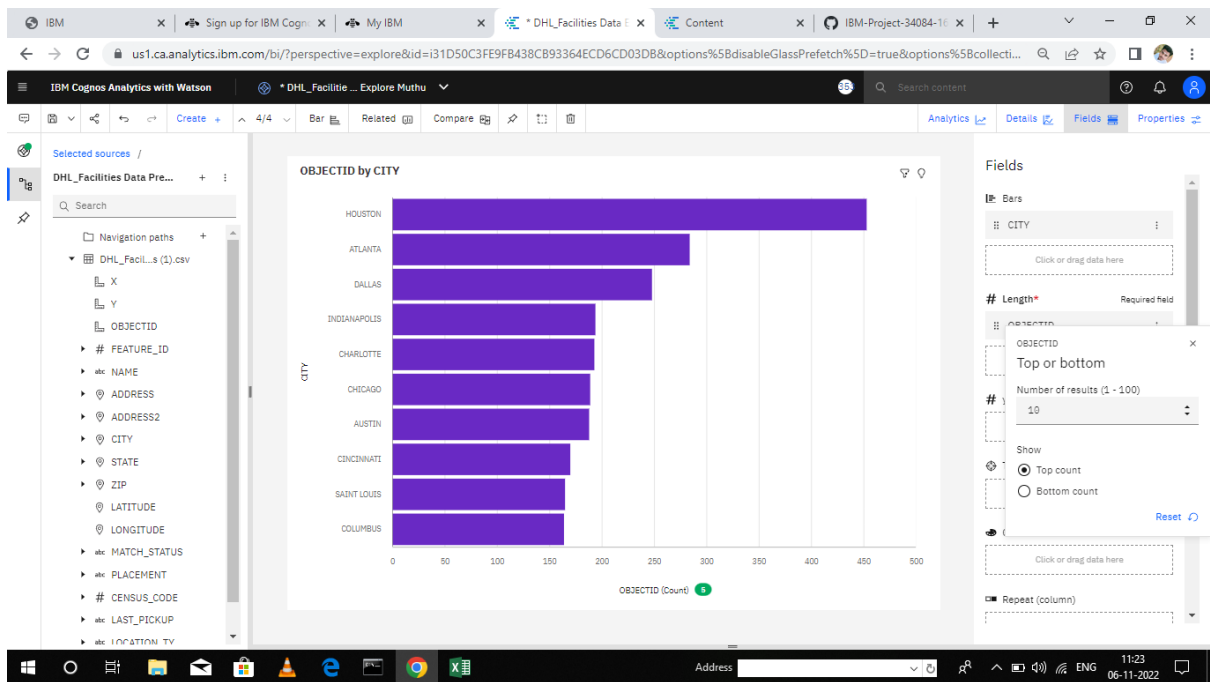 IBM
Sign up for IBM Cogn
My IBM
* DHL_Facilities Data E
Content
IBM-Project-34084-16
us1.ca.analytics.ibm.com/bi/?perspective=explore&id=i31D50C3FE9FB438CB93364ECD6CD03DB&options%5BdisableGlassPrefetch%5D=true&options%5Bcollecti...
IBM Cognos Analytics with Watson
* DHL_Facilitie ... Explore Muthu
Search content
4/4
Create +
Bar
Related
Compare
Analytics
Details
Fields
Properties
Selected sources /
DHL_Facilities Data Pre...
Search
Navigation paths
DHL_Facil...s (1).csv
X
Y
OBJECTID
# FEATURE_ID
abc NAME
ADDRESS
ADDRESS2
CITY
STATE
ZIP
LATITUDE
LONGITUDE
abc MATCH_STATUS
abc PLACEMENT
# CENSUS_CODE
abc LAST_PICKUP
abc LOCATION_TY
OBJECTID by CITY
CITY
HOUSTON
ATLANTA
DALLAS
INDIANAPOLIS
CHARLOTTE
CHICAGO
AUSTIN
CINCINNATI
SAINT LOUIS
COLUMBUS
0 50 100 150 200 250 300 350 400 450 500
OBJECTID (Count) 5
Fields
Bars
CITY
Click or drag data here
# Length*
Required field
OBJECTID
OBJECTID
Top or bottom
Number of results (1 - 100)
10
Show
Top count
Bottom count
Reset
Click or drag data here
Repeat (column)
Address
ENG
11:23
06-11-2022